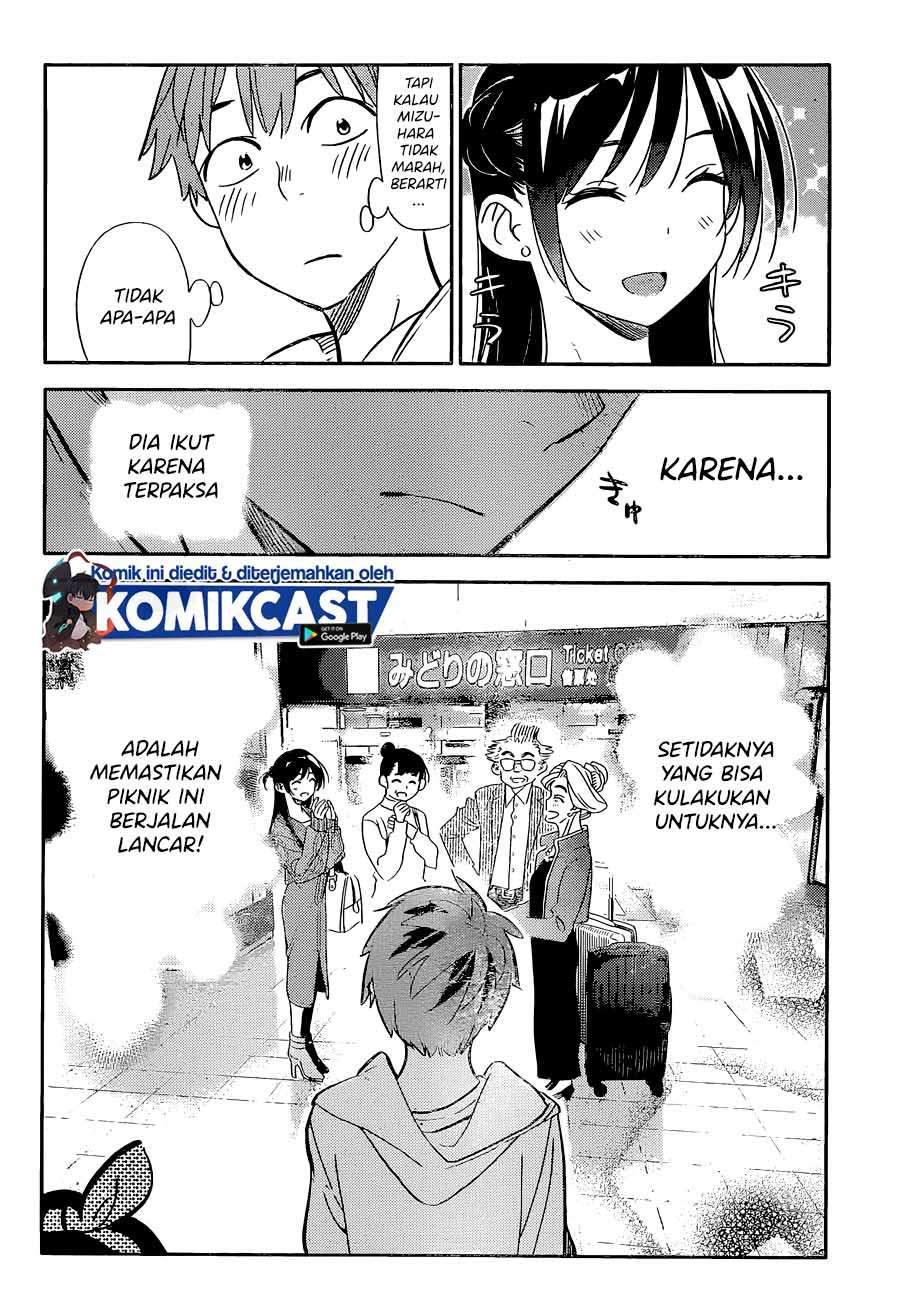 キラ
キラ
TAPI
KALAU
MIZU-
HARA
TIDAK
MARAH,
BERARTI
...
TIDAK
APA-APA
KARENA...
きゅ
DIA IKUT
KARENA
TERPAKSA
Komik ini diedit & diterjemahkan oleh
KOMIKCAST
GET IT ON
Google Play
みどりの窓口
Ticket
SETIDAKNYA
YANG BISA
KULAKUKAN
UNTUKNYA...
ADALAH
MEMASTIKAN
PIKNIK INI
BERJALAN
LANCAR!